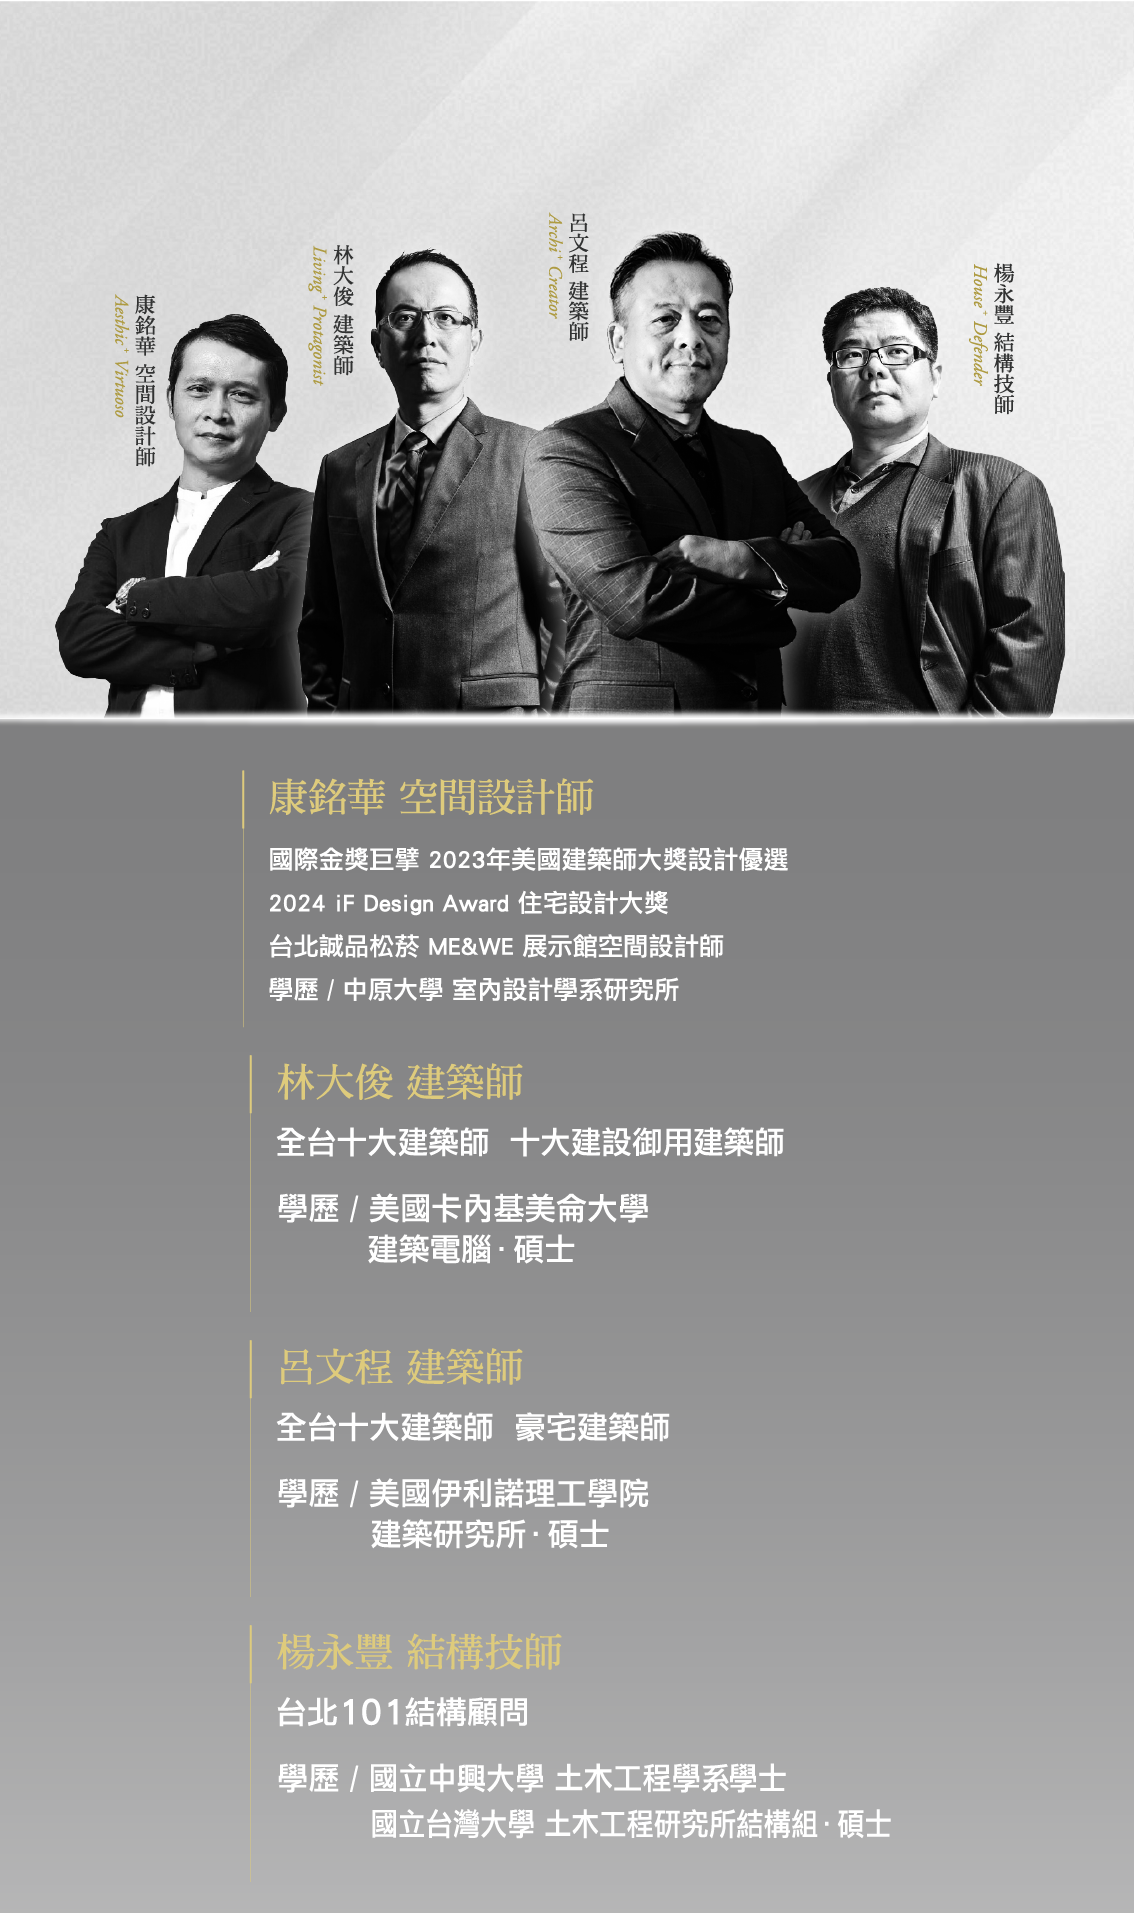 康銘華 空間設計師
Aesthic⁺ Virtuoso
林大俊 建築師
Living⁺ Protagonist
呂文程 建築師
Archi⁺ Creator
楊永豐 結構技師
House⁺ Defender
康銘華 空間設計師
國際金獎巨擘 2023年美國建築師大獎設計優選
2024 iF Design Award 住宅設計大獎
台北誠品松菸 ME&WE 展示館空間設計師
學歷 / 中原大學 室內設計學系研究所
林大俊 建築師
全台十大建築師 十大建設御用建築師
學歷 / 美國卡內基美侖大學
建築電腦·碩士
呂文程 建築師
全台十大建築師 豪宅建築師
學歷 / 美國伊利諾理工學院
建築研究所·碩士
楊永豐 結構技師
台北101結構顧問
學歷 / 國立中興大學 土木工程學系學士
國立台灣大學 土木工程研究所結構組·碩士